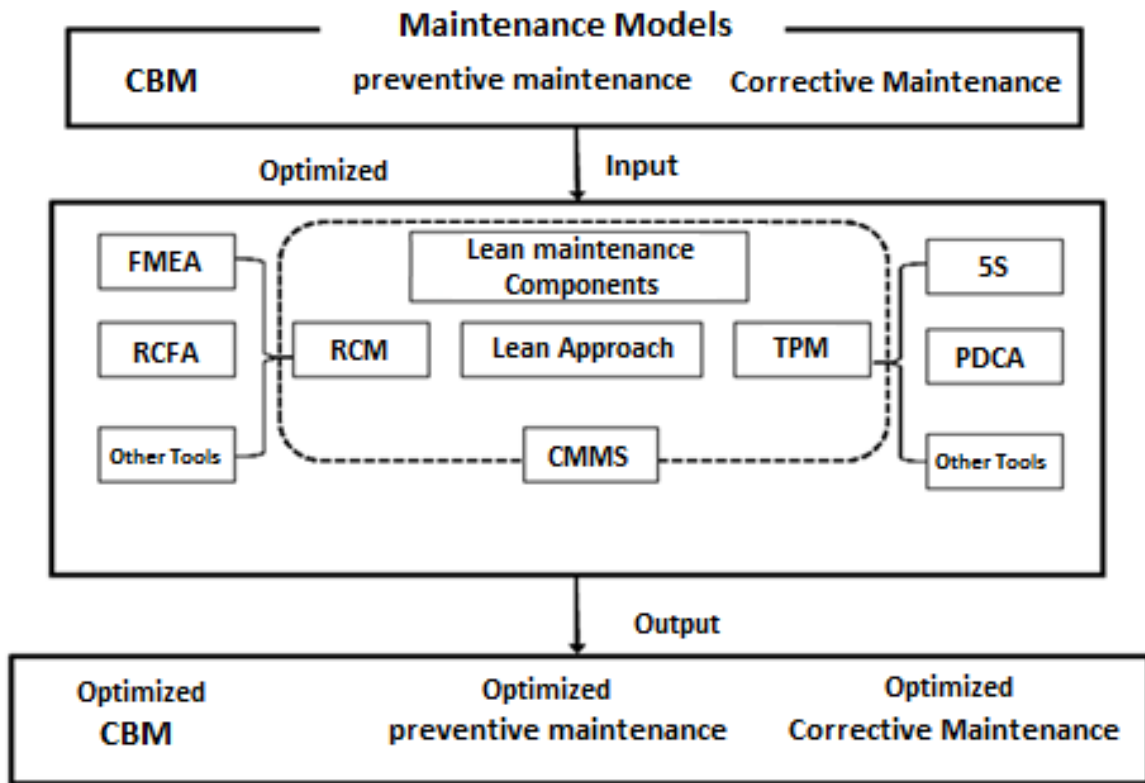 Maintenance Models
CBM
preventive maintenance
Corrective Maintenance
Optimized
Input
FMEA
RCFA
Other Tools
Lean maintenance
Components
RCM
Lean Approach
TPM
CMMS
5S
PDCA
Other Tools
Output
Optimized
CBM
Optimized
preventive maintenance
Optimized
Corrective Maintenance